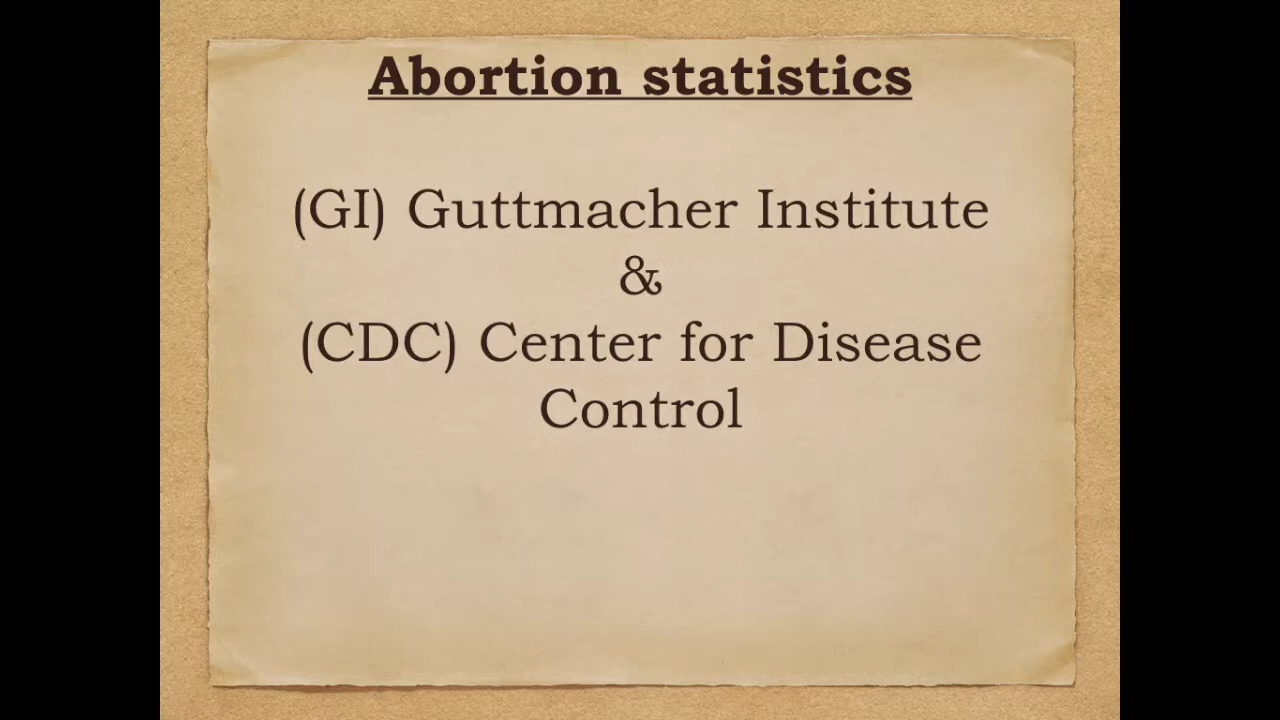 Abortion statistics
(GI) Guttmacher Institute
&
(CDC) Center for Disease
Control